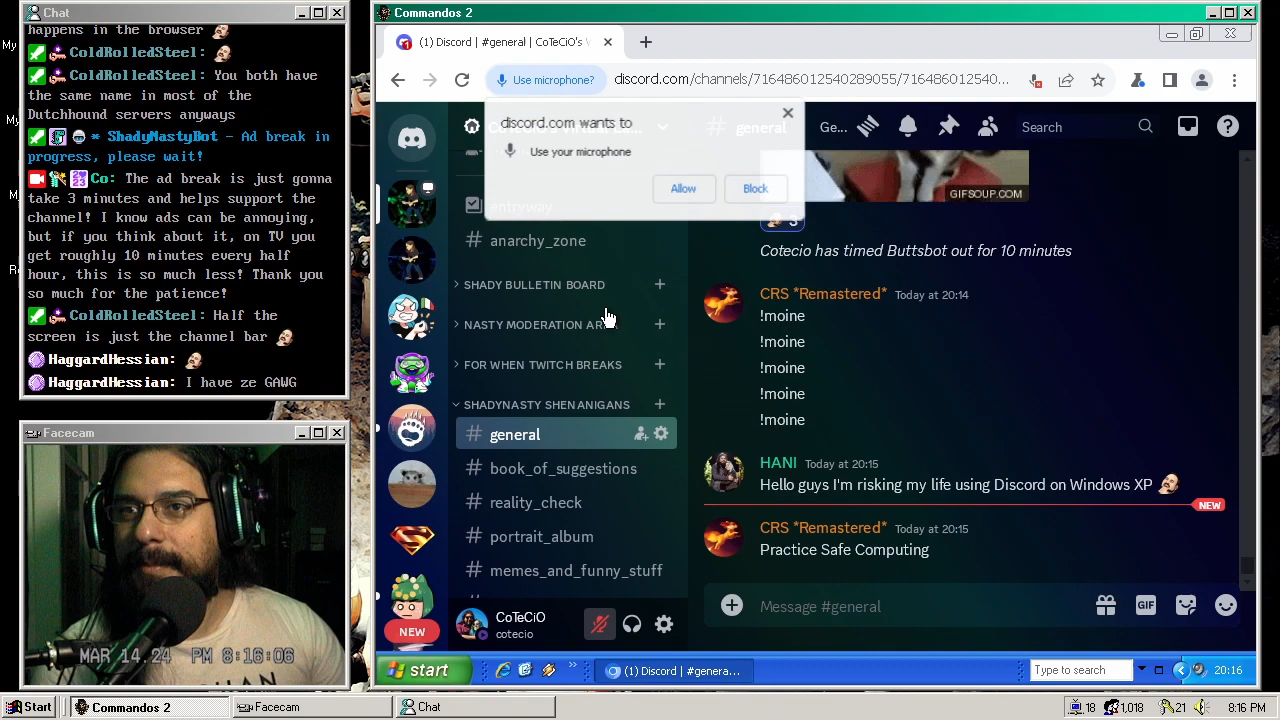 Chat
happens in the browser
ColdRolledSteel:
ColdRolledSteel: You both have
the same name in most of the
Dutchhound servers anyways
* ShadyMastyBot - Ad break in
progress, please wait!
Co: The ad break is just gonna
take 3 minutes and helps support the
channel! I know ads can be annoying,
but if you think about it, on TV you
get roughly 10 minutes every half
hour, this is so much less! Thank you
so much for the patience!
ColdRolledSteel: Half the
screen is just the channel bar
HaggardHessian:
HaggardHessian: I have ze GAWG
Facecam
MAR 14.24 PM 8:16:06
My
Commandos 2
(1) Discord | #general | CoTeCiO's
Use microphone?
discord.com/channels/716486012540289055/716486012540...
discord.com wants to
Use your microphone
Allow
Block
general
Ge...
Search
entryway
anarchy_zone
SHADY BULLETIN BOARD
NASTY MODERATION
FOR WHEN TWITCH BREAKS
SHADYNASTY SHENANIGANS
general
book_of_suggestions
reality_check
portrait_album
memes_and_funny_stuff
NEW
CoTeCiO
cotecio
GIFSOUP.COM
3
Cotecio has timed Buttsbot out for 10 minutes
CRS *Remastered* Today at 20:14
!moine
!moine
!moine
!moine
!moine
HANI Today at 20:15
Hello guys I'm risking my life using Discord on Windows XP
NEW
CRS *Remastered* Today at 20:15
Practice Safe Computing
Message #general
GIF
start
(1) Discord | #genera...
Type to search
20:16
Start
Commandos 2
Facecam
Chat
18
1,018
21
8:16 PM